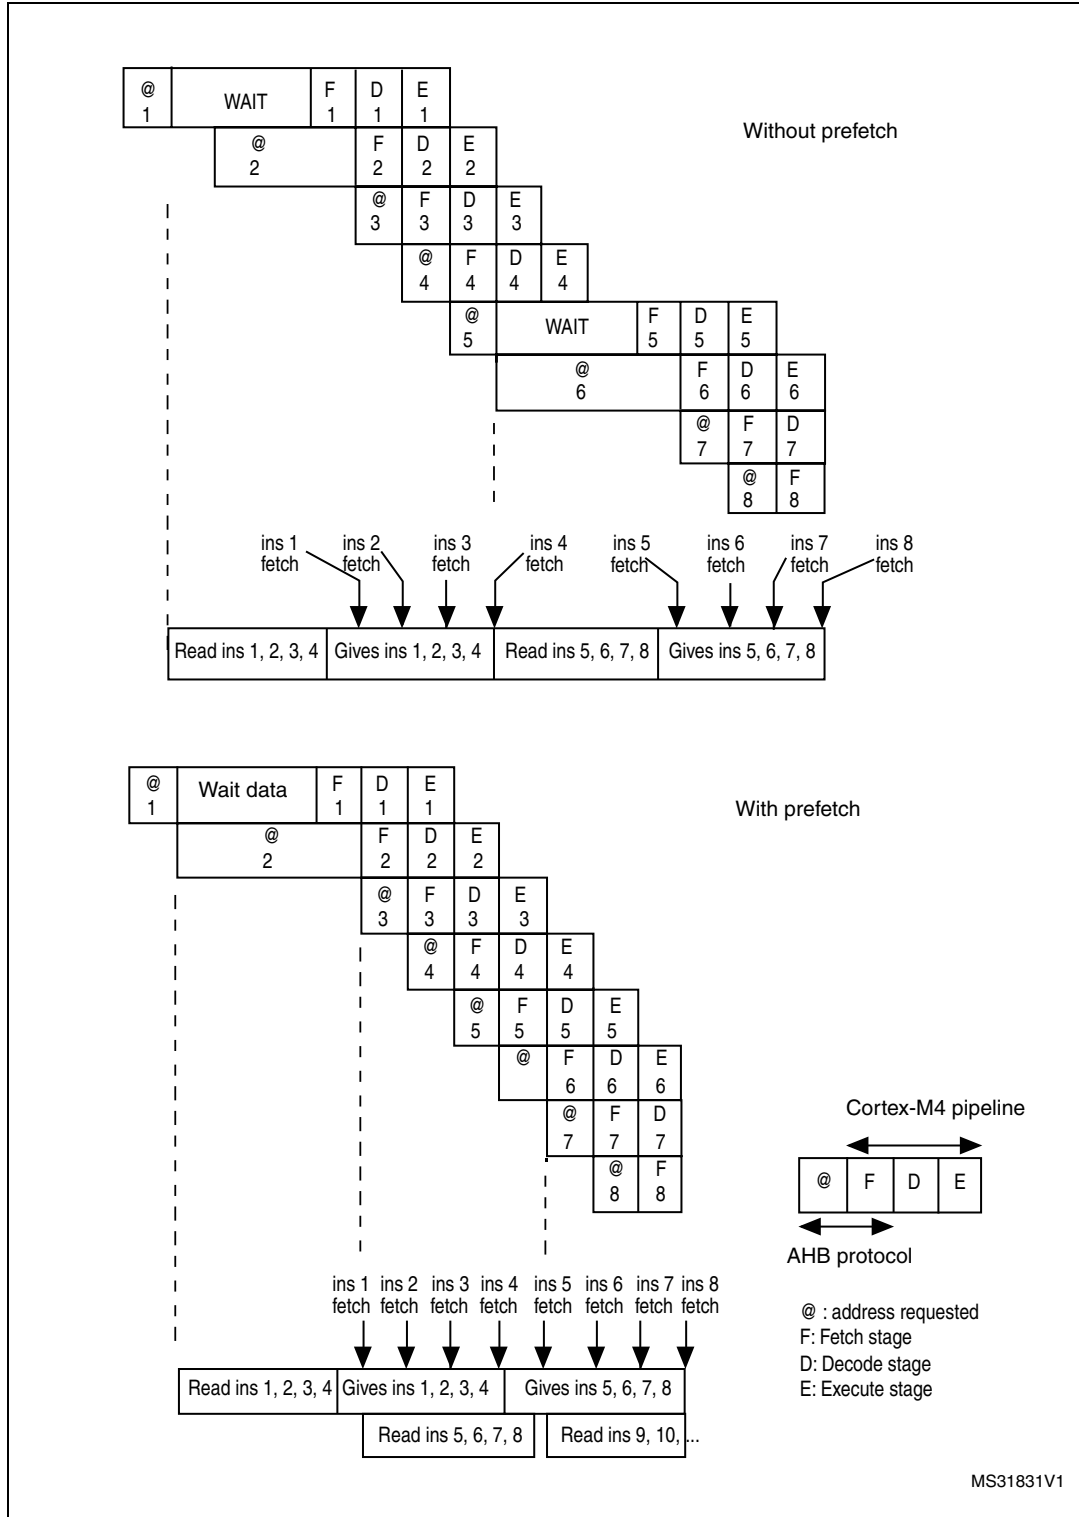 @ F D E
1 WAIT 1 1 1
Without prefetch
@ F D E
2 2 2 2
@ F D E
3 3 3 3
@ F D E
4 4 4 4
@ F D E
5 WAIT 5 5 5
@ F D E
6 6 6 6
@ F D
7 7 7
@ F
8 8
ins 1 ins 2 ins 3 ins 4 ins 5 ins 6 ins 7 ins 8
fetch fetch fetch fetch fetch fetch fetch fetch
Read ins 1, 2, 3, 4 Gives ins 1, 2, 3, 4 Read ins 5, 6, 7, 8 Gives ins 5, 6, 7, 8
@ Wait data F D E
1 1 1 1
With prefetch
@ F D E
2 2 2 2
@ F D E
3 3 3 3
@ F D E
4 4 4 4
@ F D E
5 5 5 5
@ F D E
6 6 6
@ F D
7 7 7
@ F
8 8
Cortex-M4 pipeline
@ F D E
AHB protocol
ins 1 ins 2 ins 3 ins 4 ins 5 ins 6 ins 7 ins 8
fetch fetch fetch fetch fetch fetch fetch fetch
@ : address requested
F: Fetch stage
D: Decode stage
E: Execute stage
Read ins 1, 2, 3, 4 Gives ins 1, 2, 3, 4 Gives ins 5, 6, 7, 8
Read ins 5, 6, 7, 8 Read ins 9, 10, ...
MS31831V1